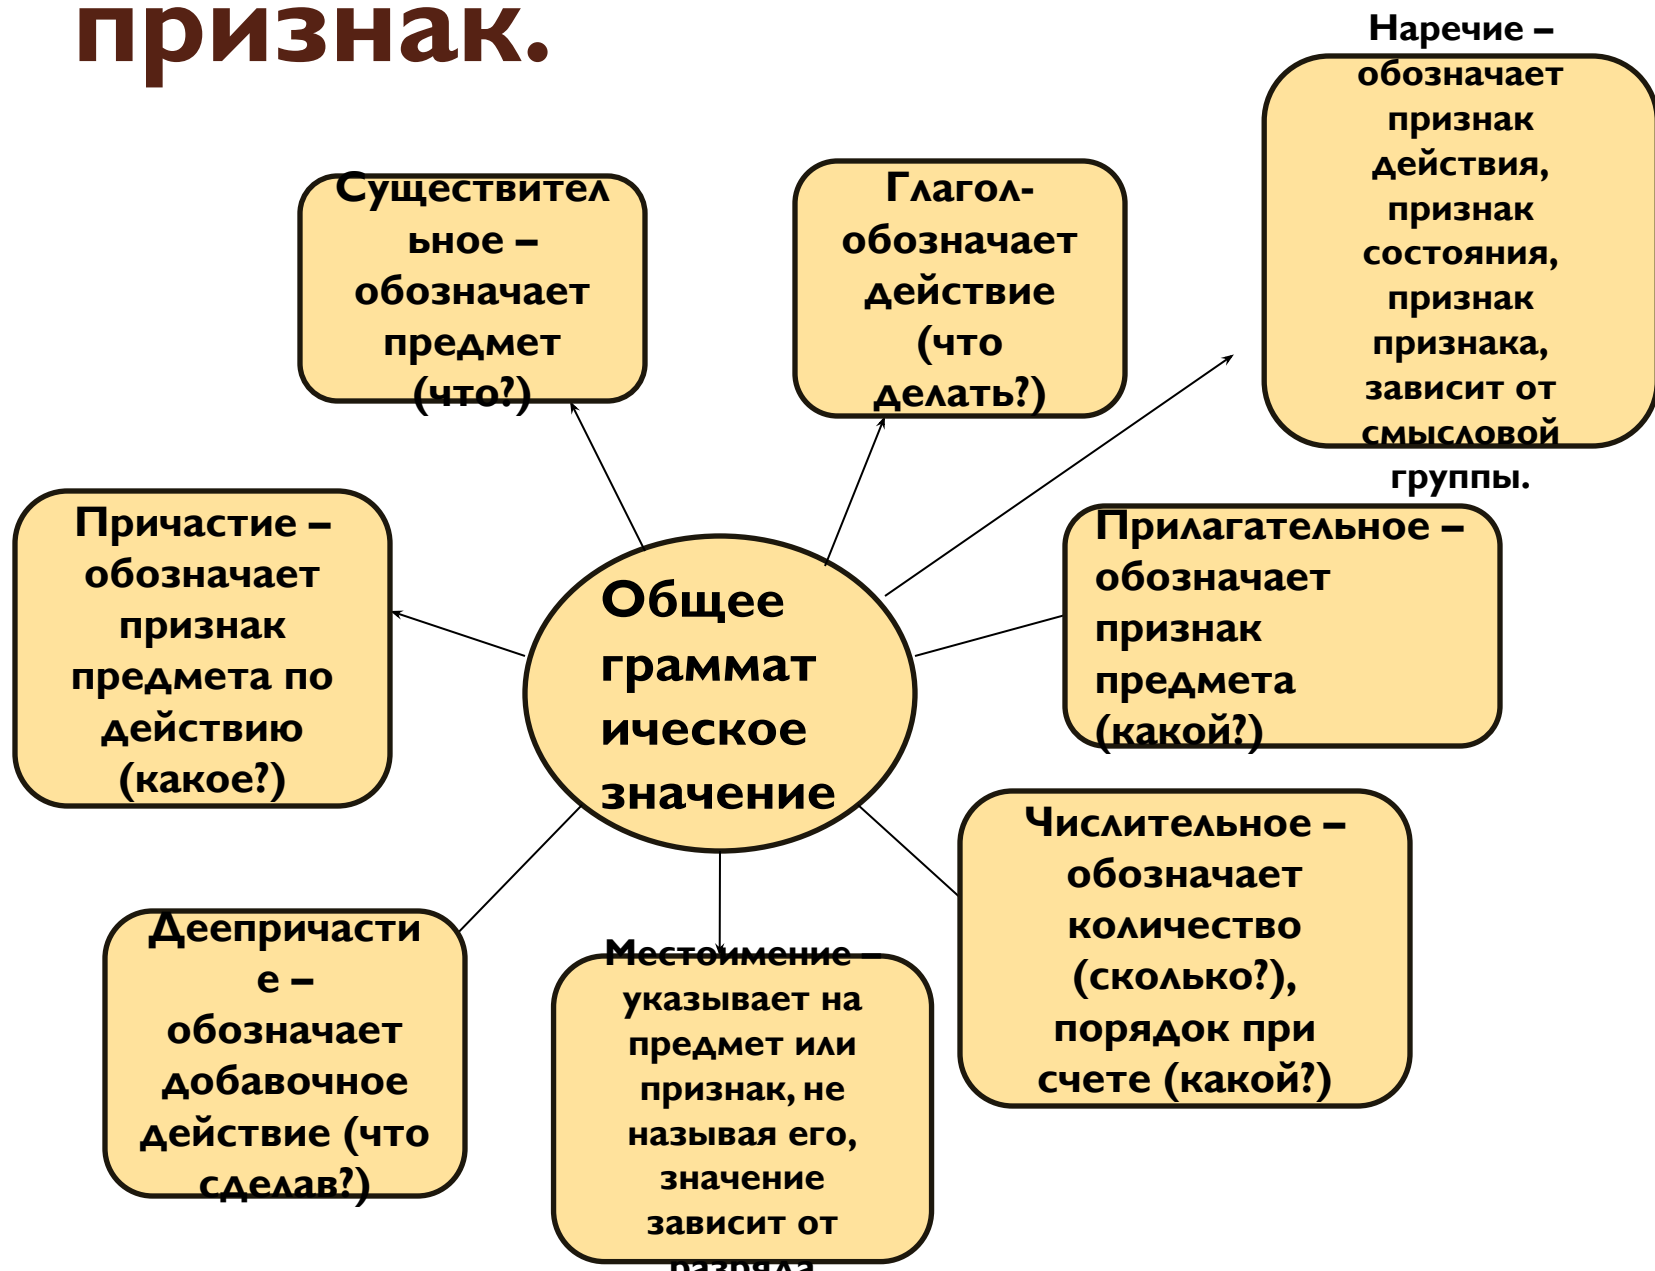 признак.
Наречие –
обозначает
признак
действия,
признак
состояния,
признак
признака,
зависит от
смысловой
группы.
Существител
ьное –
обозначает
предмет
(что?)
Глагол-
обозначает
действие
(что
делать?)
Причастие –
обозначает
признак
предмета по
действию
(какое?)
Общее
граммат
ическое
значение
Прилагательное –
обозначает
признак
предмета
(какой?)
Числительное –
обозначает
количество
(сколько?),
порядок при
счете (какой?)
Деепричасти
е –
обозначает
добавочное
действие (что
сделав?)
Местоимение –
указывает на
предмет или
признак, не
называя его,
значение
зависит от
разряда